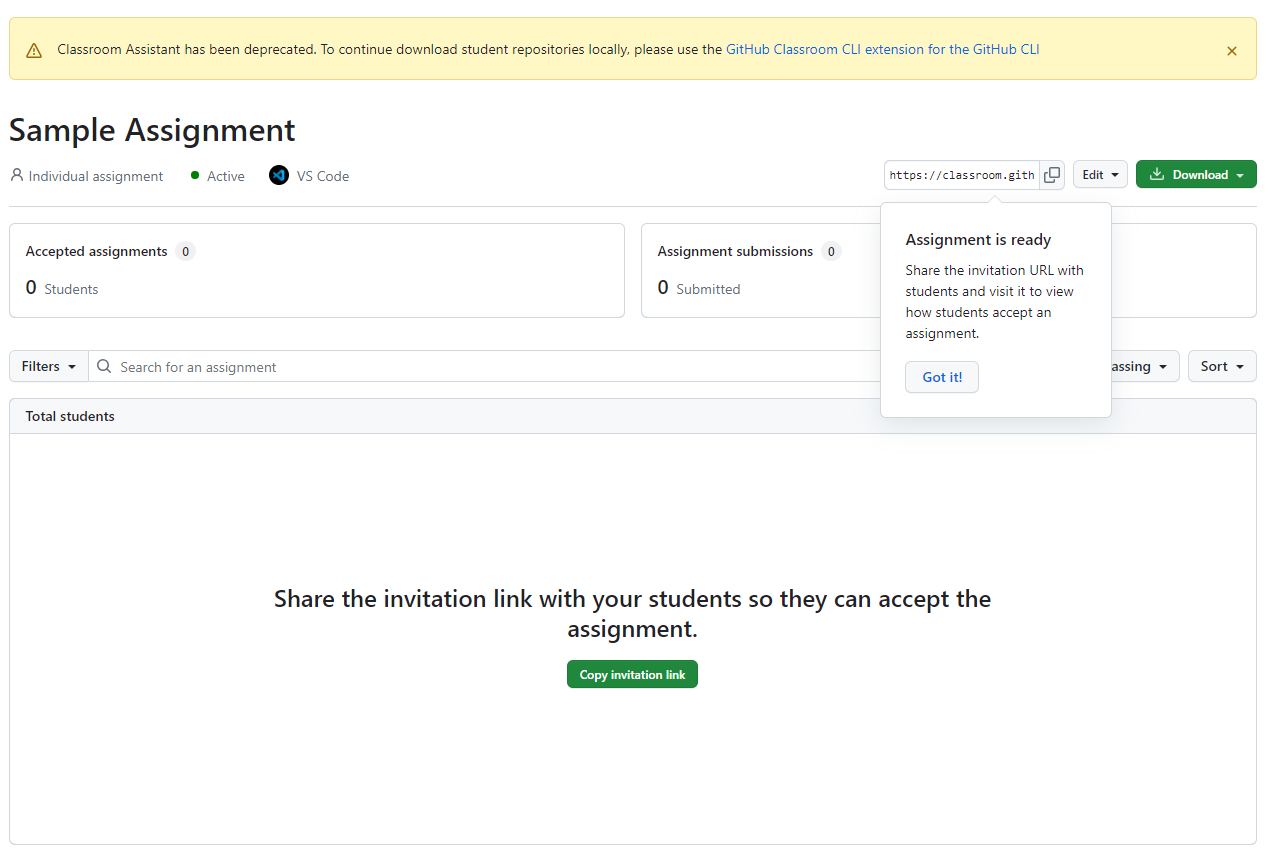 Classroom Assistant has been deprecated. To continue download student repositories locally, please use the GitHub Classroom CLI extension for the GitHub CLI
Sample Assignment
Individual assignment
Active
VS Code
https://classroom.gith
Edit
Download
Accepted assignments 0
0 Students
Assignment submissions 0
0 Submitted
Assignment is ready
Share the invitation URL with
students and visit it to view
how students accept an
assignment.
Got it!
Filters
Search for an assignment
assing
Sort
Total students
Share the invitation link with your students so they can accept the
assignment.
Copy invitation link